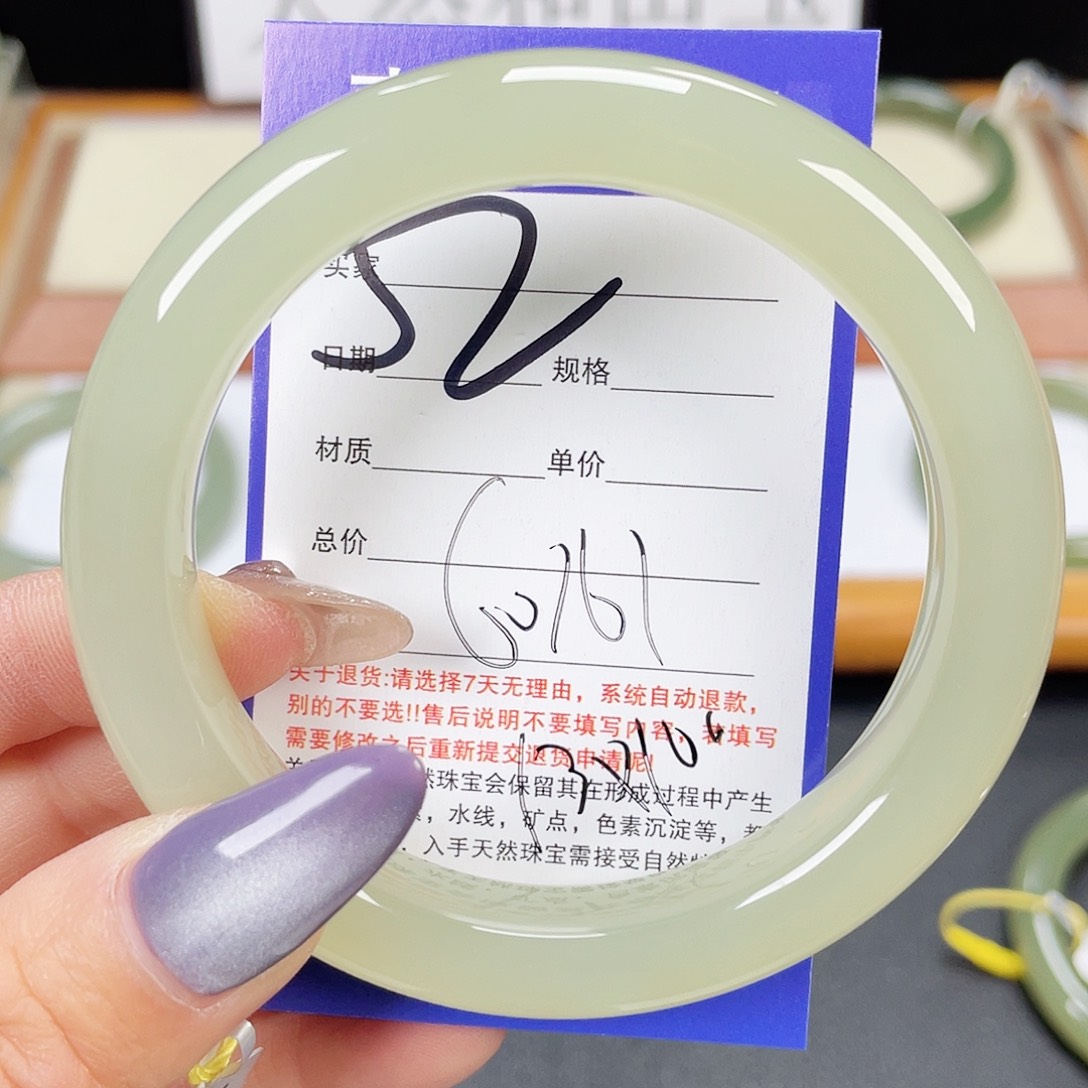 天然和田玉
52
买家
日期 规格
材质 单价
总价
关于退货:请选择7天无理由，系统自动退款，
别的不要选!!售后说明不要填写内容，若填写
需要修改之后重新提交退货申请呢!
然珠宝会保留其在形成过程中产生
，水线，矿点，色素沉淀等，
入手天然珠宝需接受自然